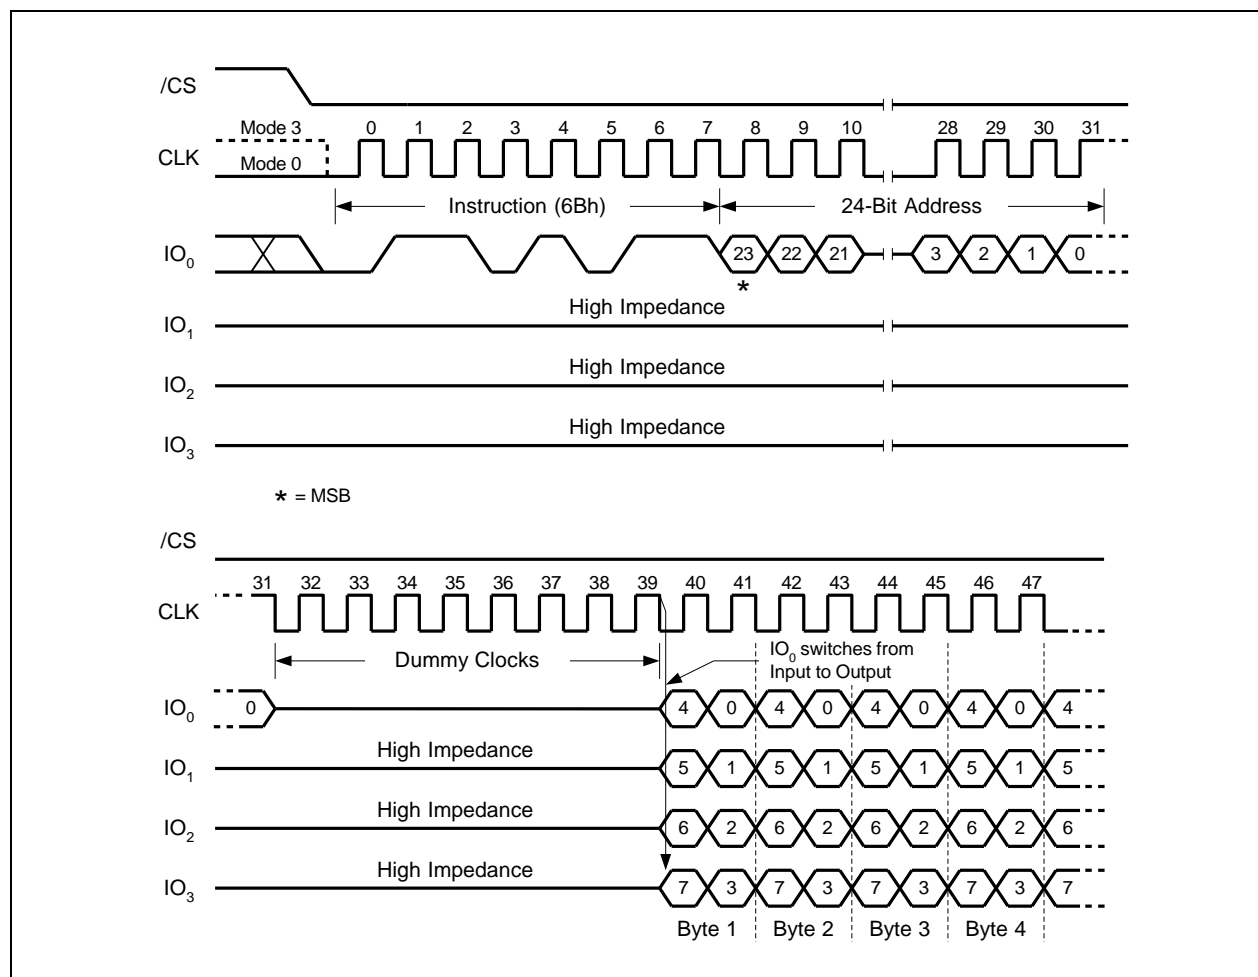 /CS
Mode 3 0 1 2 3 4 5 6 7 8 9 10 28 29 30 31
CLK
Mode 0
Instruction (6Bh) 24-Bit Address
IO0 23 22 21 3 2 1 0
*
High Impedance
IO1
High Impedance
IO2
High Impedance
IO3
* = MSB
/CS
31 32 33 34 35 36 37 38 39 40 41 42 43 44 45 46 47
CLK
Dummy Clocks
IO0 switches from
Input to Output
IO0 0 4 0 4 0 4 0 4 0 4
High Impedance
IO1 5 1 5 1 5 1 5 1 5
High Impedance
IO2 6 2 6 2 6 2 6 2 6
High Impedance
IO3 7 3 7 3 7 3 7 3 7
Byte 1 Byte 2 Byte 3 Byte 4